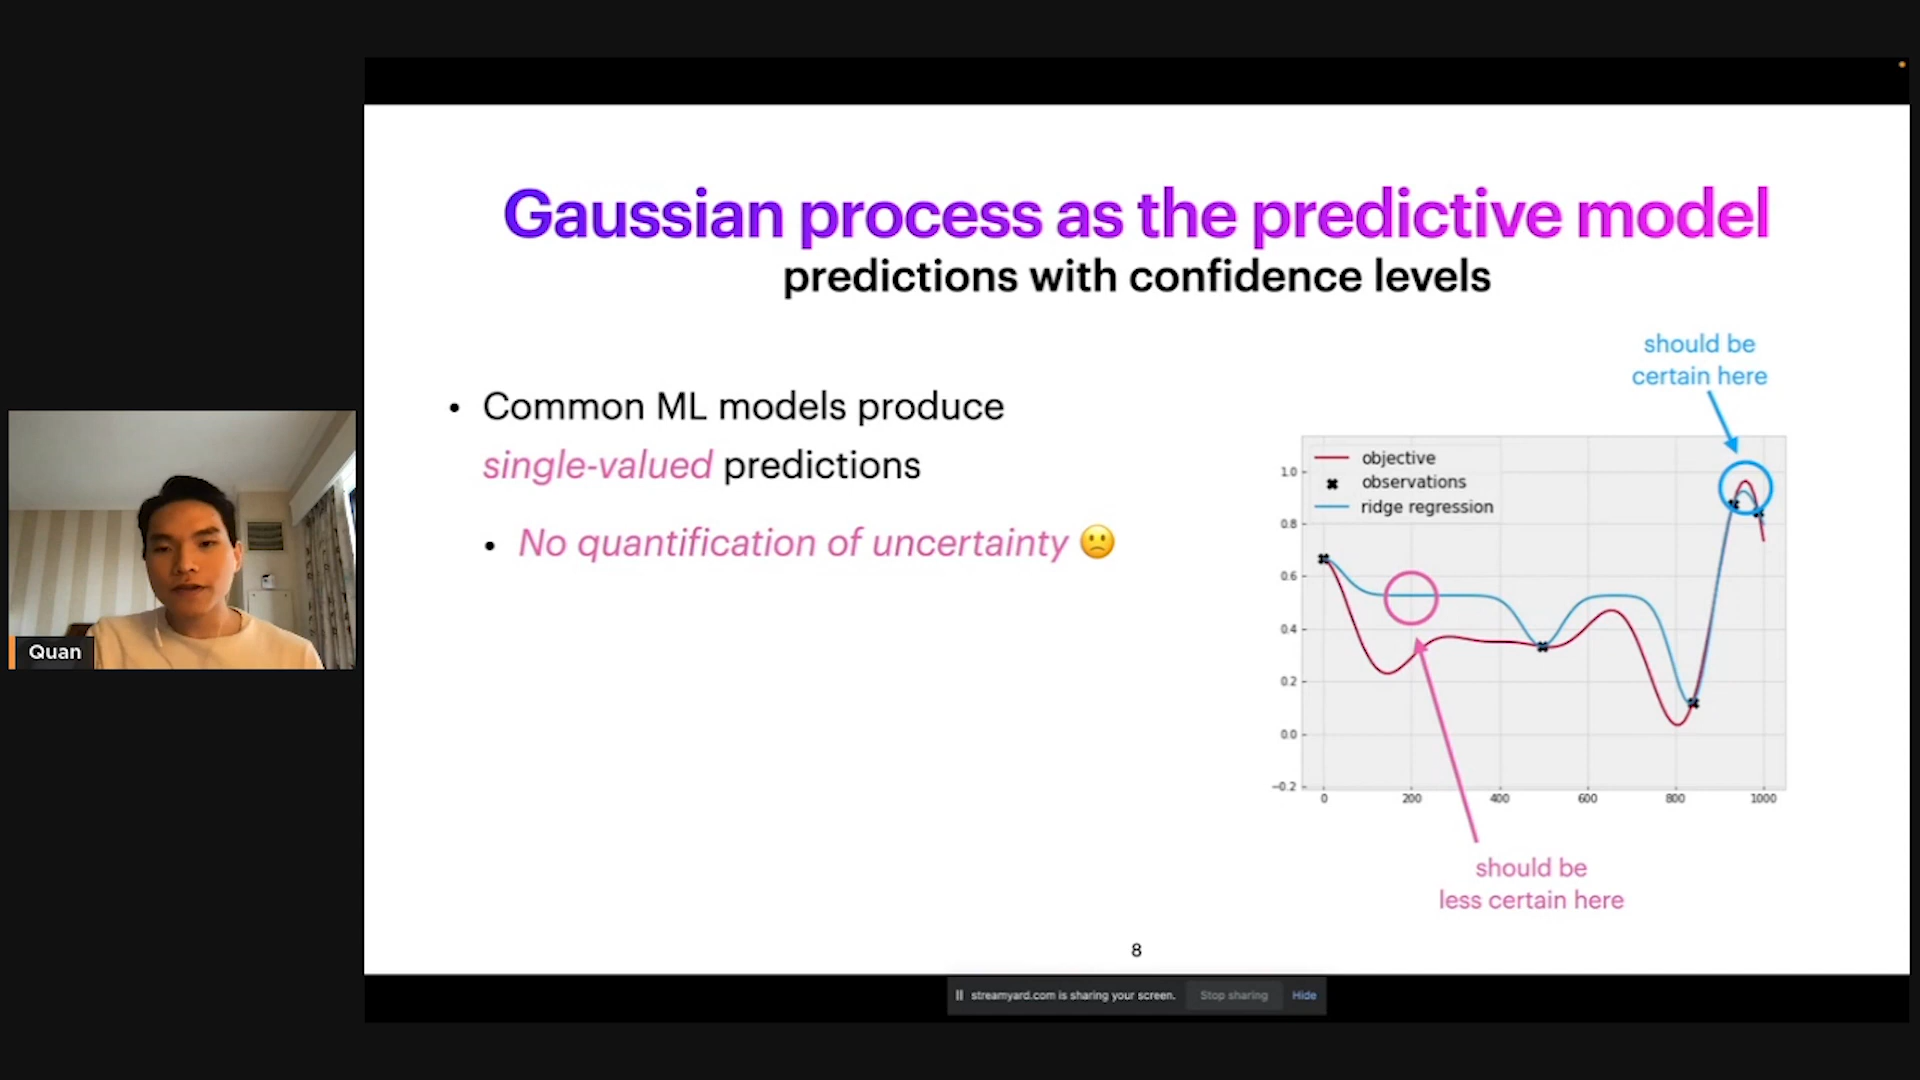 Gaussian process as the predictive model
predictions with confidence levels
• Common ML models produce
single-valued predictions
• No quantification of uncertainty 🙁
should be
certain here
objective
observations
ridge regression
1.0
0.8
0.6
0.4
0.2
0.0
−0.2
0 200 400 600 800 1000
should be
less certain here
8
Quan
streamyard.com is sharing your screen. Stop sharing Hide